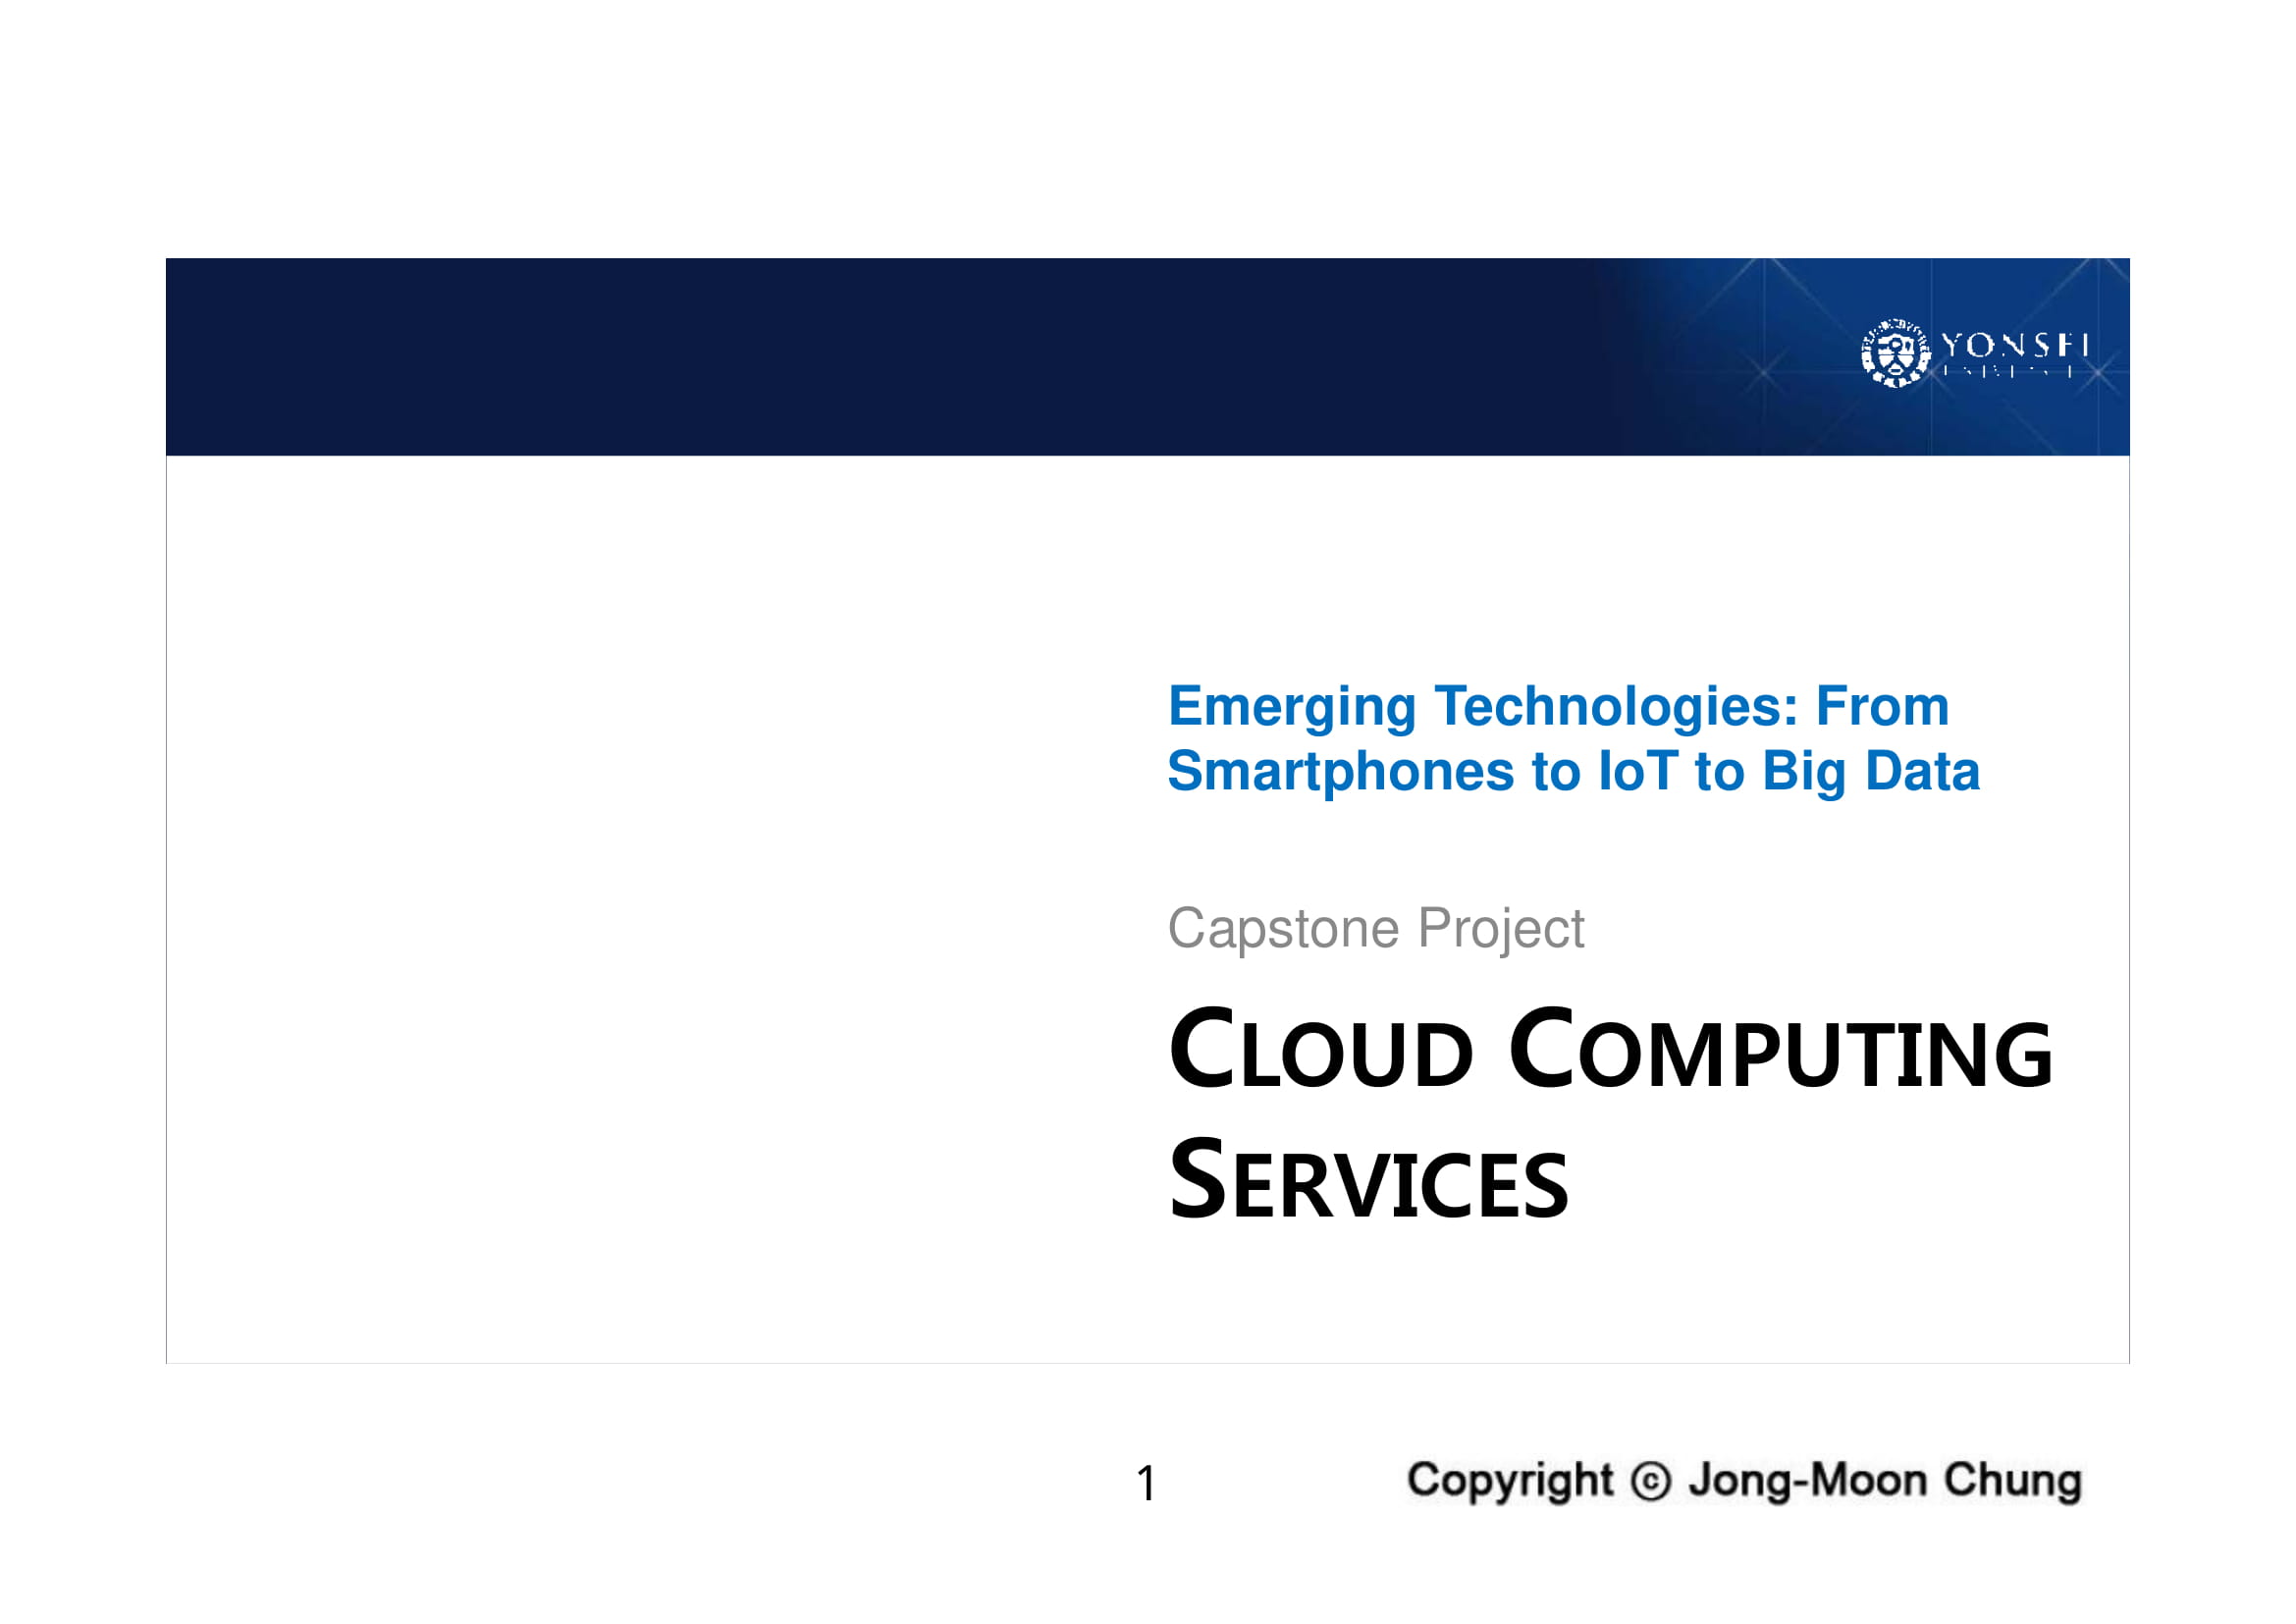 YONSEI
Emerging Technologies: From
Smartphones to IoT to Big Data
Capstone Project
CLOUD COMPUTING
SERVICES
1
Copyright © Jong-Moon Chung